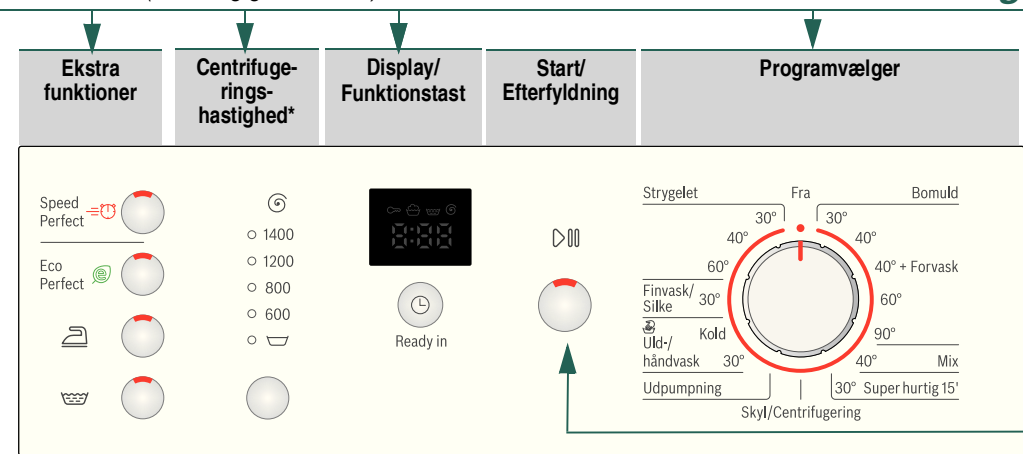 Ekstra
funktioner
Centrifuge-
rings-
hastighed*
Display/
Funktionstast
Start/
Efterfyldning
Programvælger
Speed
Perfect
Eco
Perfect
1400
1200
800
600
8:88
Ready in
Strygelet
Fra
Bomuld
30°
30°
40°
40°
60°
40° + Forvask
Finvask/
Silke
30°
60°
Kold
90°
Uld-/
håndvask
30°
40°
Mix
Udpumpning
30°
Super hurtig 15'
Skyl/Centrifugering